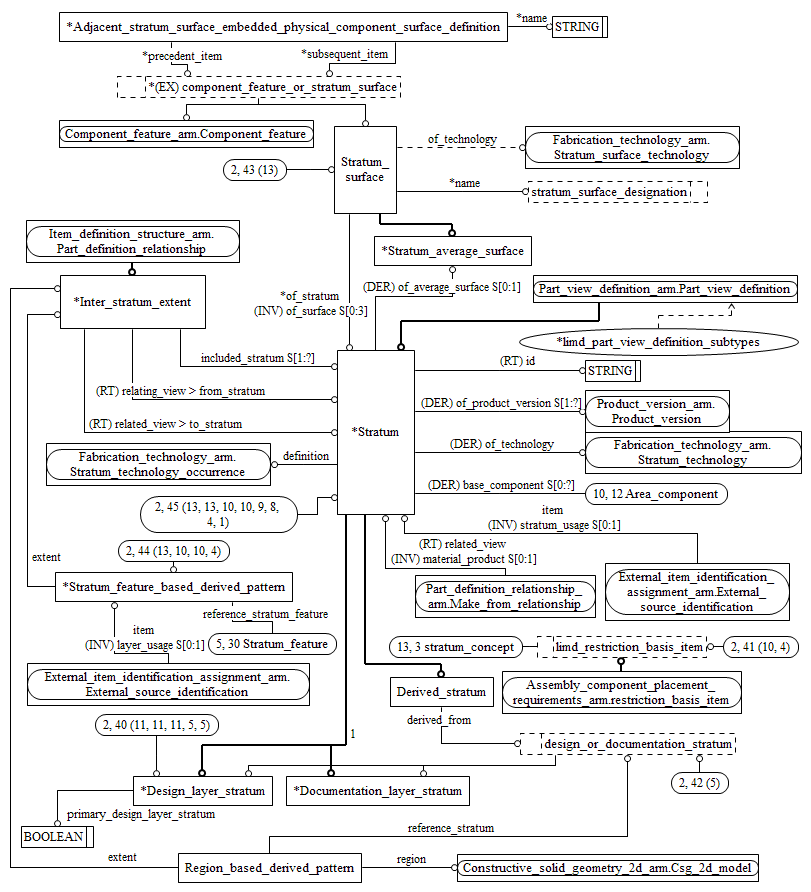 *name
*Adjacent_stratum_surface_embedded_physical_component_surface_definition
STRING
*precedent_item
*subsequent_item
*(EX) component_feature_or_stratum_surface
Component_feature_arm.Component_feature
Stratum_
surface
of_technology
Fabrication_technology_arm.
Stratum_surface_technology
2, 43 (13)
*name
stratum_surface_designation
Item_definition_structure_arm.
Part_definition_relationship
*Stratum_average_surface
*Inter_stratum_extent
*of_stratum
(INV) of_surface S[0:3]
(DER) of_average_surface S[0:1]
Part_view_definition_arm.Part_view_definition
*limd_part_view_definition_subtypes
included_stratum S[1:?]
(RT) id
STRING
(RT) relating_view > from_stratum
(DER) of_product_version S[1:?]
Product_version_arm.
Product_version
(RT) related_view > to_stratum
*Stratum
(DER) of_technology
Fabrication_technology_arm.
Stratum_technology
Fabrication_technology_arm.
Stratum_technology_occurrence
definition
(DER) base_component S[0:?]
10, 12 Area_component
2, 45 (13, 13, 10, 10, 9, 8,
4, 1)
item
(INV) stratum_usage S[0:1]
2, 44 (13, 10, 10, 4)
(RT) related_view
(INV) material_product S[0:1]
extent
*Stratum_feature_based_derived_pattern
Part_definition_relationship_
arm.Make_from_relationship
External_item_identification_
assignment_arm.External_
source_identification
reference_stratum_feature
item
(INV) layer_usage S[0:1]
5, 30 Stratum_feature
13, 3 stratum_concept
limd_restriction_basis_item
2, 41 (10, 4)
External_item_identification_assignment_arm.
External_source_identification
Derived_stratum
Assembly_component_placement_
requirements_arm.restriction_basis_item
2, 40 (11, 11, 11, 5, 5)
derived_from
1
design_or_documentation_stratum
*Design_layer_stratum
*Documentation_layer_stratum
2, 42 (5)
primary_design_layer_stratum
BOOLEAN
reference_stratum
extent
Region_based_derived_pattern
region
Constructive_solid_geometry_2d_arm.Csg_2d_model